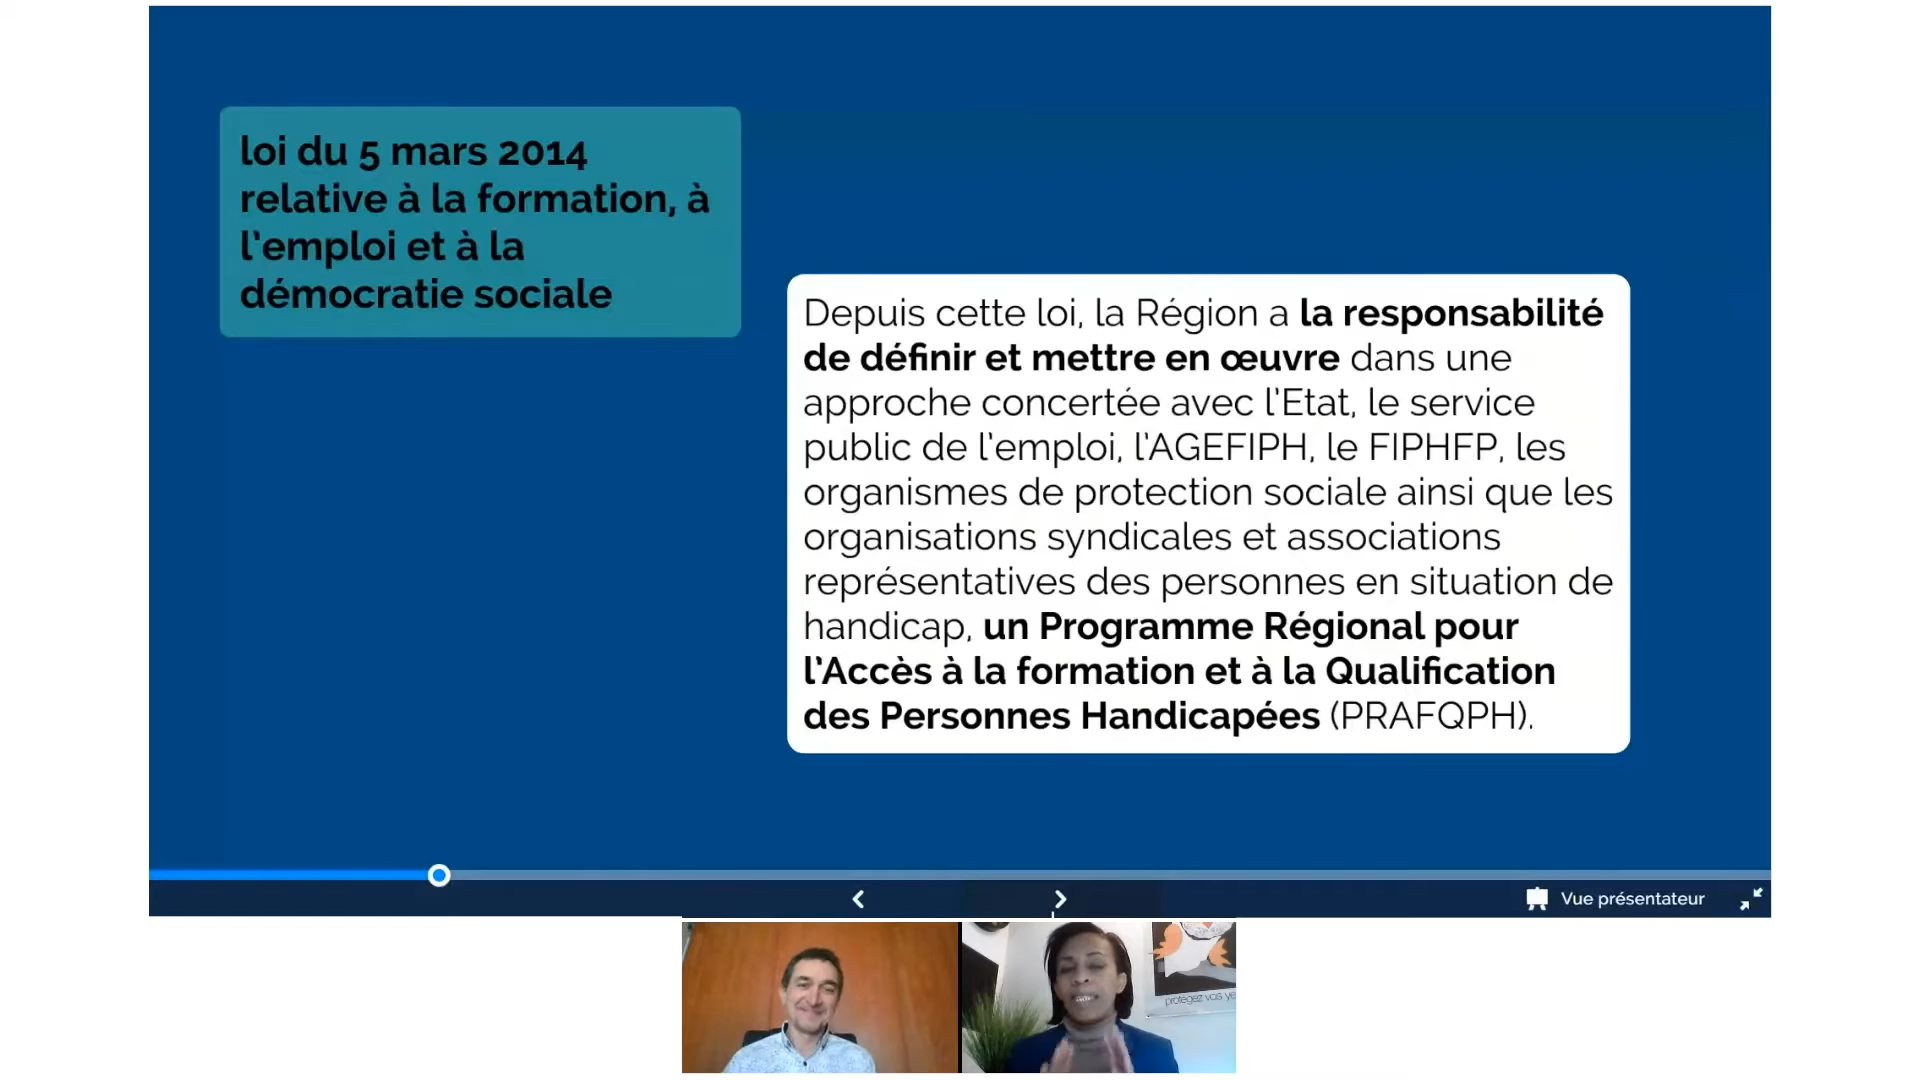 loi du 5 mars 2014
relative à la formation, à
l'emploi et à la
démocratie sociale
Depuis cette loi, la Région a la responsabilité
de définir et mettre en œuvre dans une
approche concertée avec l'Etat, le service
public de l'emploi, l'AGEFIPH, le FIPHFP, les
organismes de protection sociale ainsi que les
organisations syndicales et associations
représentatives des personnes en situation de
handicap, un Programme Régional pour
l'Accès à la formation et à la Qualification
des Personnes Handicapées (PRAFQPH).
Vue présentateur
protégez vos